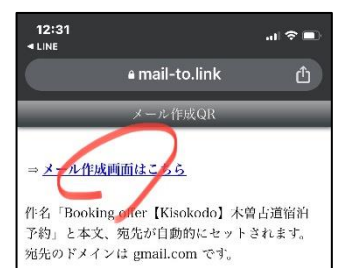 12:31
◀ LINE
mail-to.link
メール作成QR
⇒ メール作成画面はこちら
件名「Booking offer【Kisokodo】木曽古道宿泊
予約」と本文、宛先が自動的にセットされます。
宛先のドメインは gmail.com です。